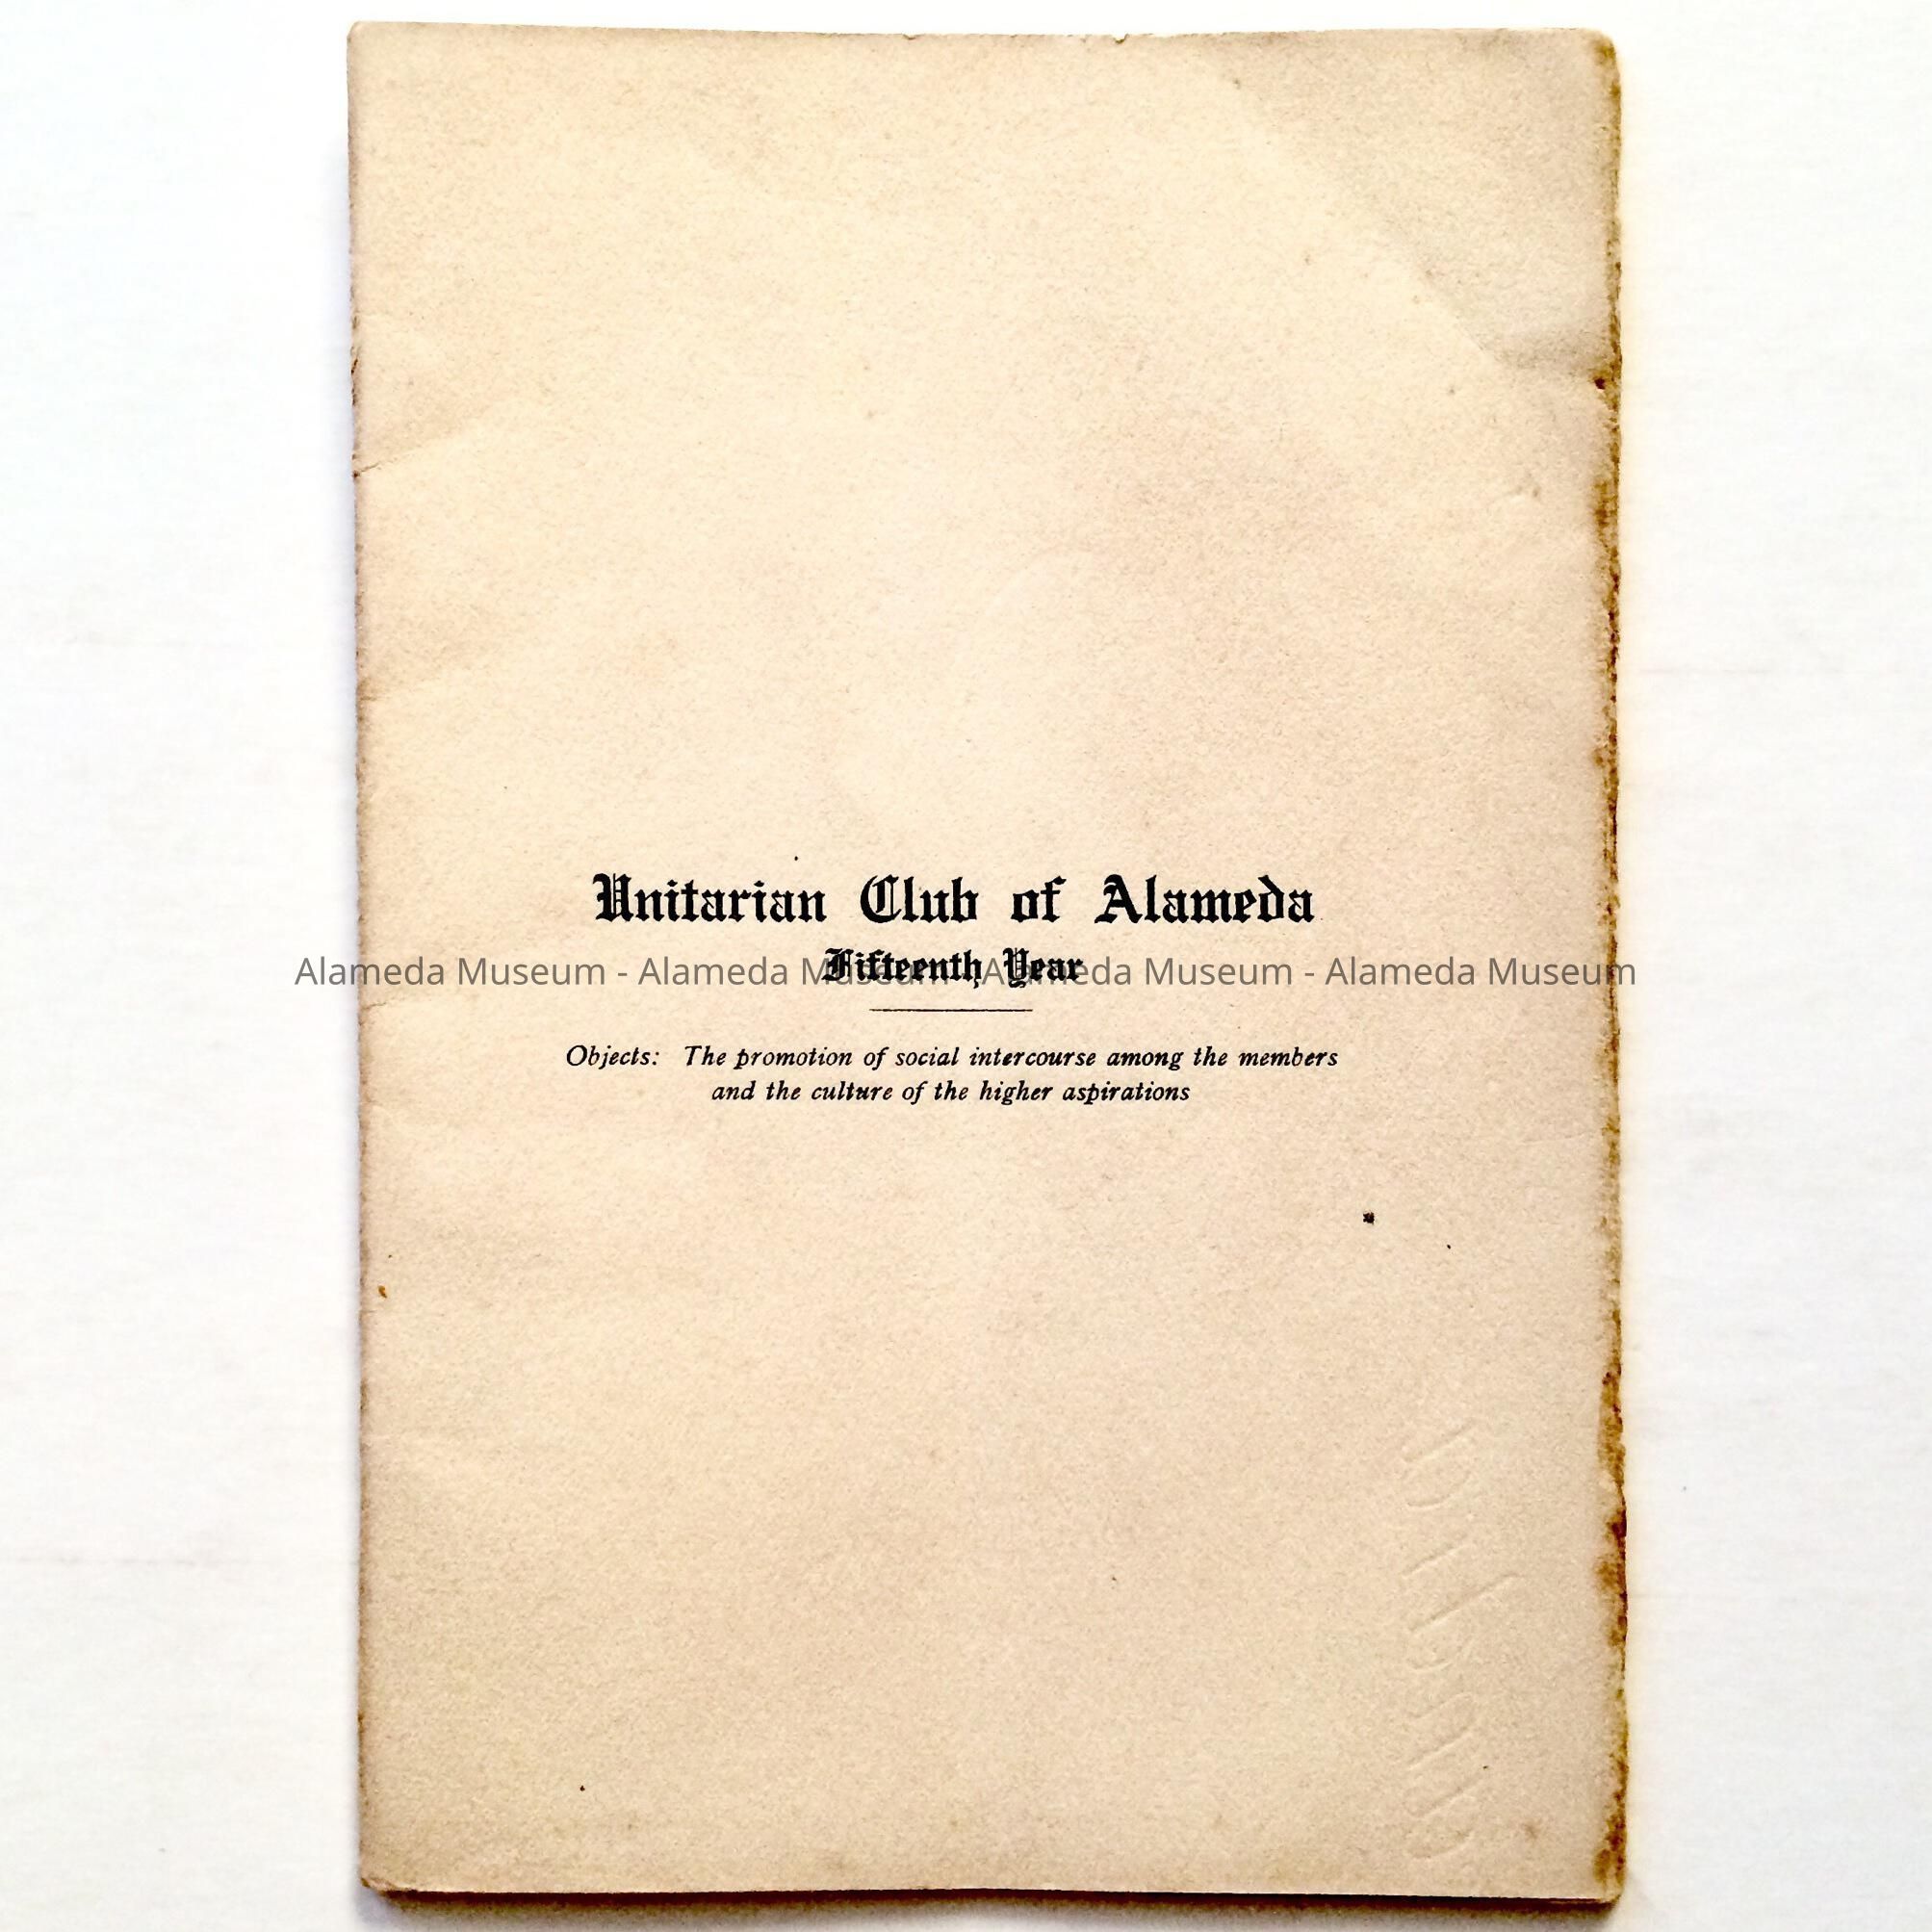 Unitarian Club of Alameda
Fifteenth Year
Alameda Museum - Alameda Museum - Alameda Museum - Alameda Museum
Objects: The promotion of social intercourse among the members
and the culture of the higher aspirations